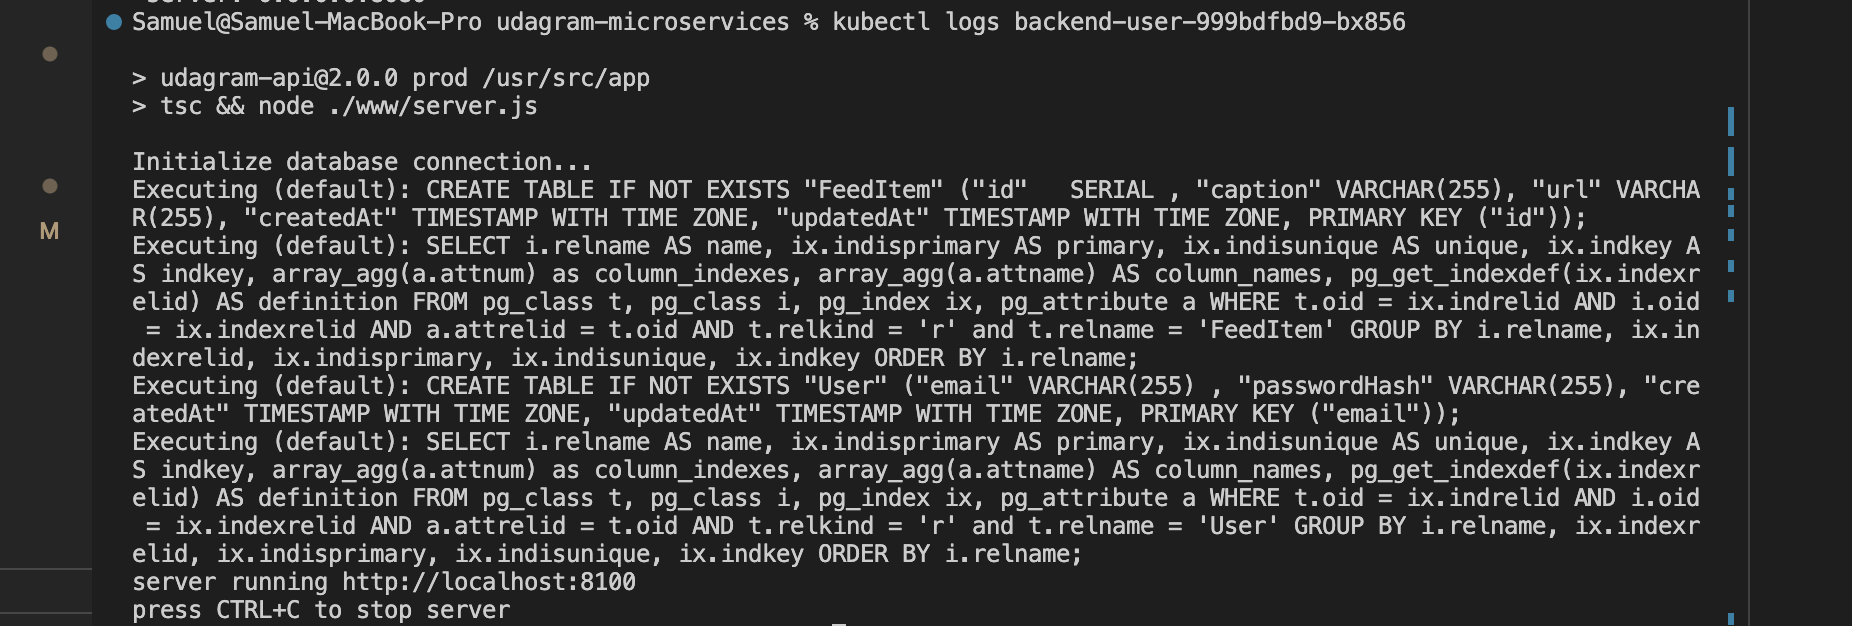 Samuel@Samuel-MacBook-Pro udagram-microservices % kubectl logs backend-user-999bdfbd9-bx856
> udagram-api@2.0.0 prod /usr/src/app
> tsc && node ./www/server.js
Initialize database connection...
Executing (default): CREATE TABLE IF NOT EXISTS "FeedItem" ("id"   SERIAL , "caption" VARCHAR(255), "url" VARCHA
R(255), "createdAt" TIMESTAMP WITH TIME ZONE, "updatedAt" TIMESTAMP WITH TIME ZONE, PRIMARY KEY ("id"));
Executing (default): SELECT i.relname AS name, ix.indisprimary AS primary, ix.indisunique AS unique, ix.indkey A
S indkey, array_agg(a.attnum) as column_indexes, array_agg(a.attname) AS column_names, pg_get_indexdef(ix.indexr
elid) AS definition FROM pg_class t, pg_class i, pg_index ix, pg_attribute a WHERE t.oid = ix.indrelid AND i.oid
 = ix.indexrelid AND a.attrelid = t.oid AND t.relkind = 'r' and t.relname = 'FeedItem' GROUP BY i.relname, ix.in
dexrelid, ix.indisprimary, ix.indisunique, ix.indkey ORDER BY i.relname;
Executing (default): CREATE TABLE IF NOT EXISTS "User" ("email" VARCHAR(255) , "passwordHash" VARCHAR(255), "cre
atedAt" TIMESTAMP WITH TIME ZONE, "updatedAt" TIMESTAMP WITH TIME ZONE, PRIMARY KEY ("email"));
Executing (default): SELECT i.relname AS name, ix.indisprimary AS primary, ix.indisunique AS unique, ix.indkey A
S indkey, array_agg(a.attnum) as column_indexes, array_agg(a.attname) AS column_names, pg_get_indexdef(ix.indexr
elid) AS definition FROM pg_class t, pg_class i, pg_index ix, pg_attribute a WHERE t.oid = ix.indrelid AND i.oid
 = ix.indexrelid AND a.attrelid = t.oid AND t.relkind = 'r' and t.relname = 'User' GROUP BY i.relname, ix.indexr
elid, ix.indisprimary, ix.indisunique, ix.indkey ORDER BY i.relname;
server running http://localhost:8100
press CTRL+C to stop server
M